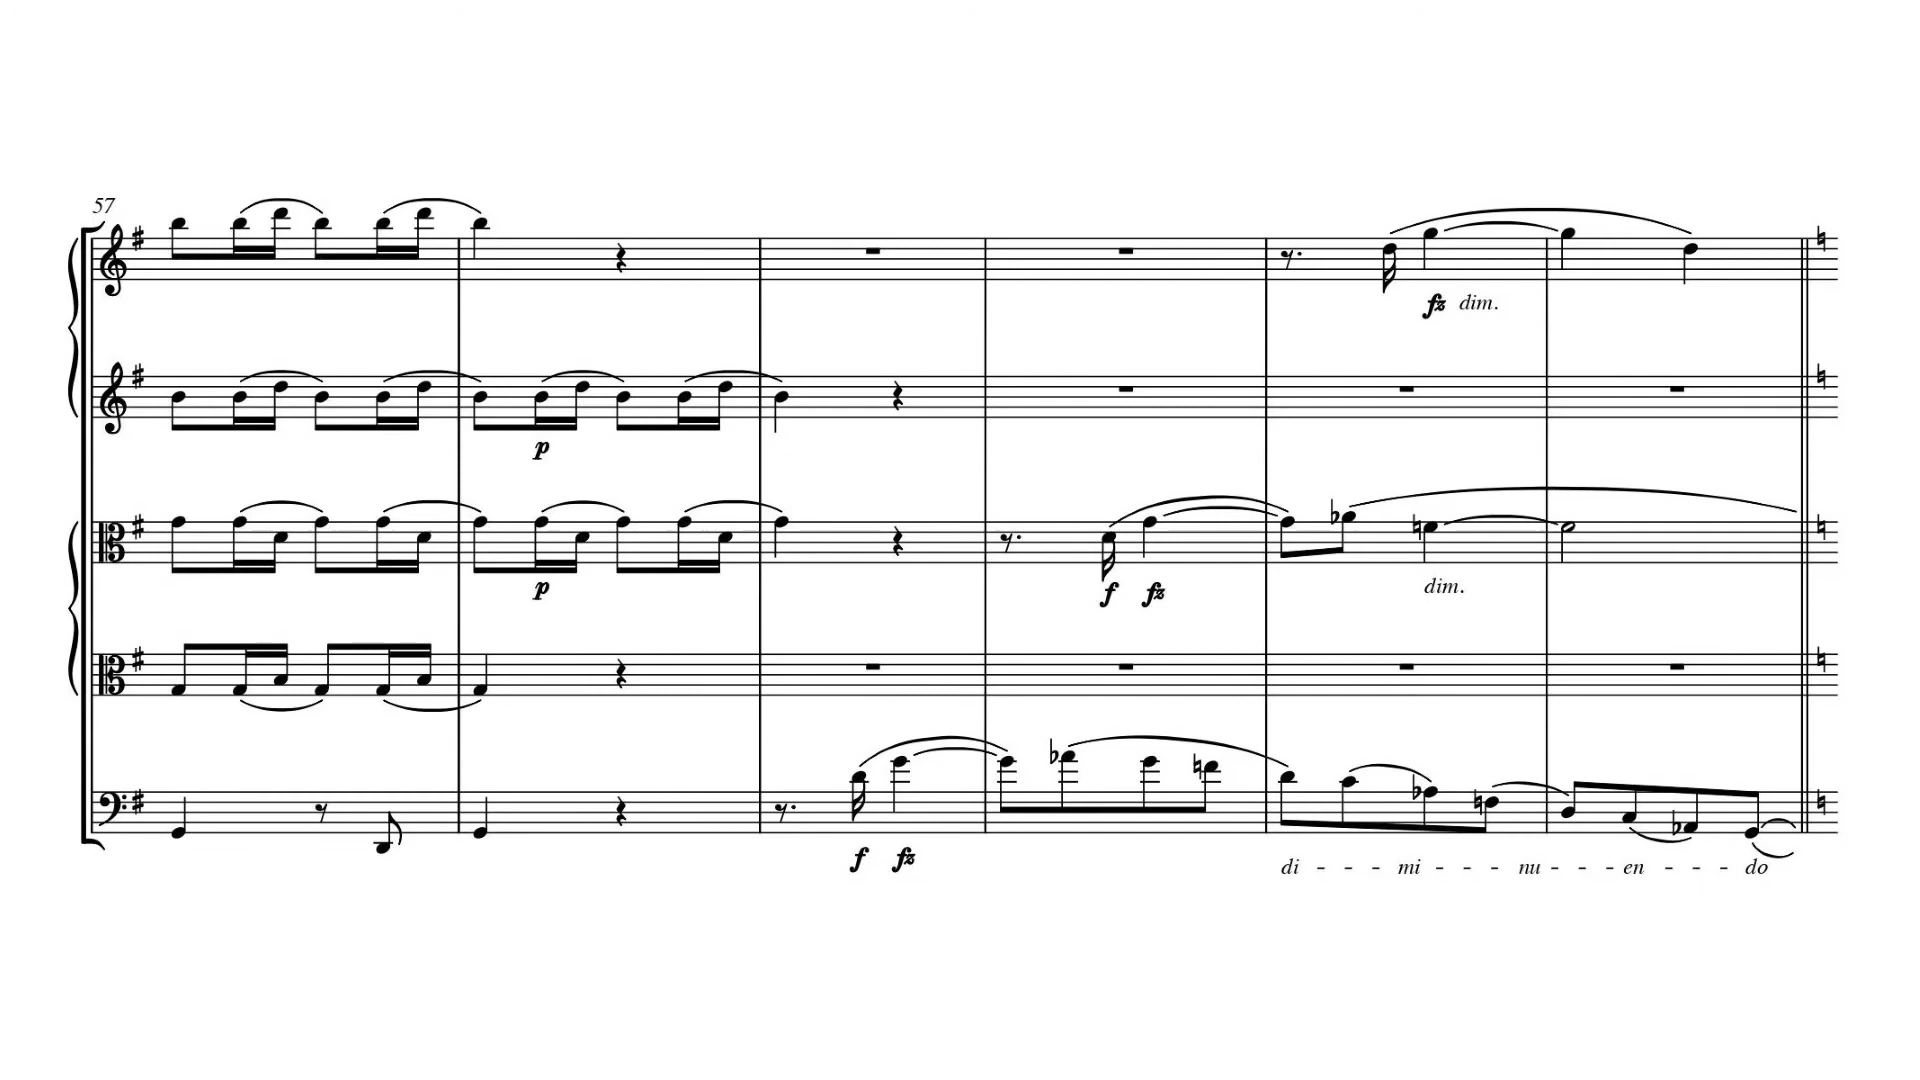 57
fz dim.
p
p
f fz
dim.
f fz
di - - - mi - - - nu - - - en - - - do